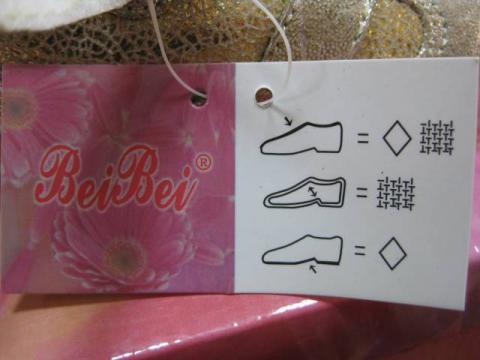 BeiBei®
=
=
=